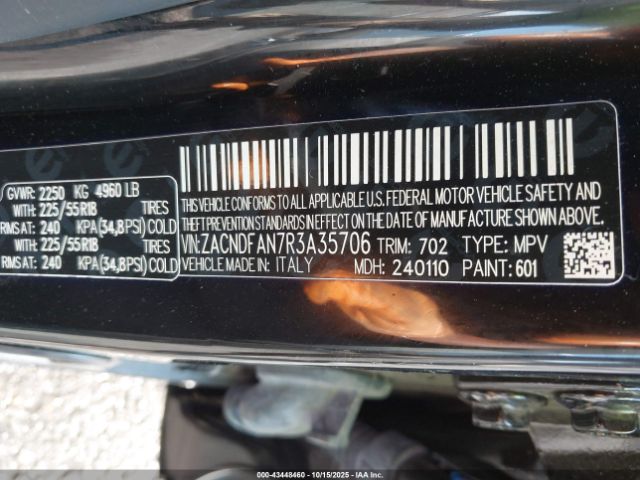 GVWR: 2250 KG 4960 LB
WITH: 225/55R18 TIRES
RIMS AT: 240 KPA(34,8PSI) COLD
WITH: 225/55R18 TIRES
RIMS AT: 240 KPA(34,8PSI) COLD
THIS VEHICLE CONFORMS TO ALL APPLICABLE U.S. FEDERAL MOTOR VEHICLE SAFETY AND
THEFT PREVENTION STANDARDS IN EFFECT ON THE DATE OF MANUFACTURE SHOWN ABOVE.
VIN:ZACNDFAN7R3A35706 TRIM: 702 TYPE: MPV
VEHICLE MADE IN ITALY MDH: 240110 PAINT: 601
000-43448460 - 10/15/2025 - IAA Inc.